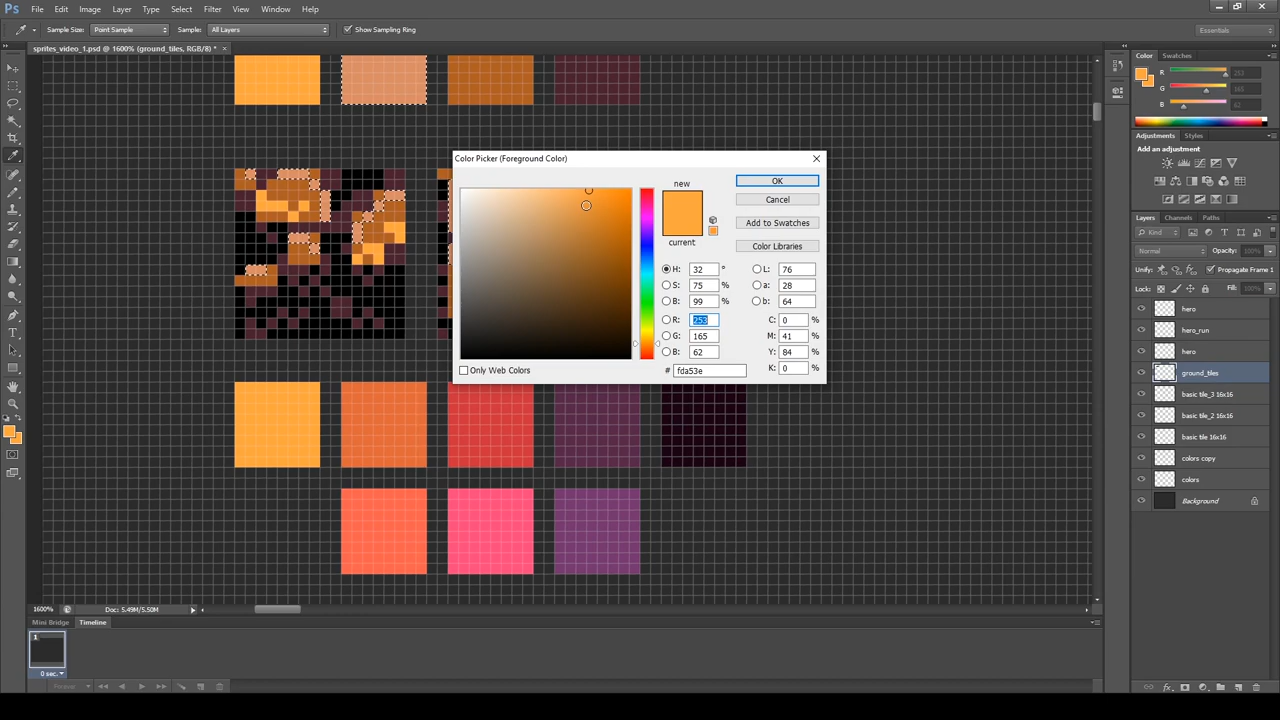 Ps File Edit Image Layer Type Select Filter View Window Help
Sample Size: Point Sample Sample: All Layers Show Sampling Ring Essentials
sprites_video_1.psd @ 1600% (ground_tiles, RGB/8) * ×
Color Swatches
R 253
G 165
B 62
Adjustments Styles
Add an adjustment
Layers Channels Paths
Kind
Normal Opacity: 100%
Unify: Propagate Frame 1
Lock: Fill: 100%
hero
hero_run
hero
ground_tiles
basic tile_3 16x16
basic tile_2 16x16
basic tile 16x16
colors copy
colors
Background
Color Picker (Foreground Color)
new
current
OK
Cancel
Add to Swatches
Color Libraries
H: 32 ° L: 76
S: 75 % a: 28
B: 99 % b: 64
R: 253 C: 0 %
G: 165 M: 41 %
B: 62 Y: 84 %
# fda53e K: 0 %
Only Web Colors
1600% Doc: 5.49M/5.50M
Mini Bridge Timeline
1
0 sec.
Forever